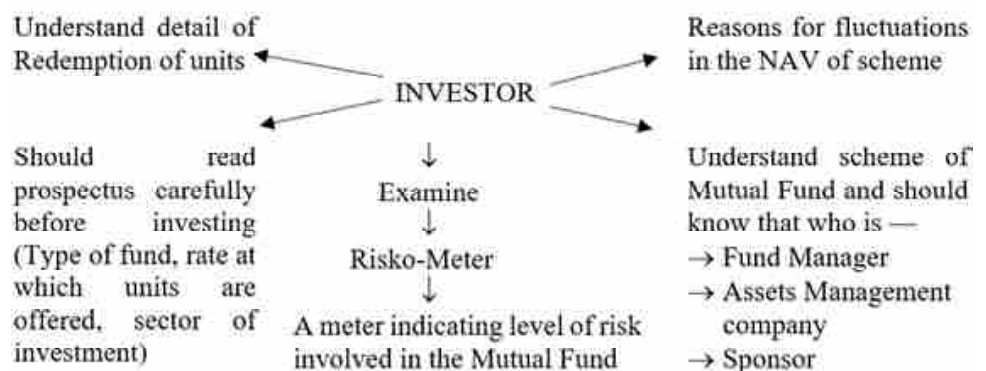 Understand detail of
Redemption of units
Reasons for fluctuations
in the NAV of scheme
INVESTOR
Should read
prospectus carefully
before investing
(Type of fund, rate at
which units are
offered, sector of
investment)
↓
Examine
↓
Risko-Meter
↓
A meter indicating level of risk
involved in the Mutual Fund
Understand scheme of
Mutual Fund and should
know that who is —
→ Fund Manager
→ Assets Management
company
→ Sponsor